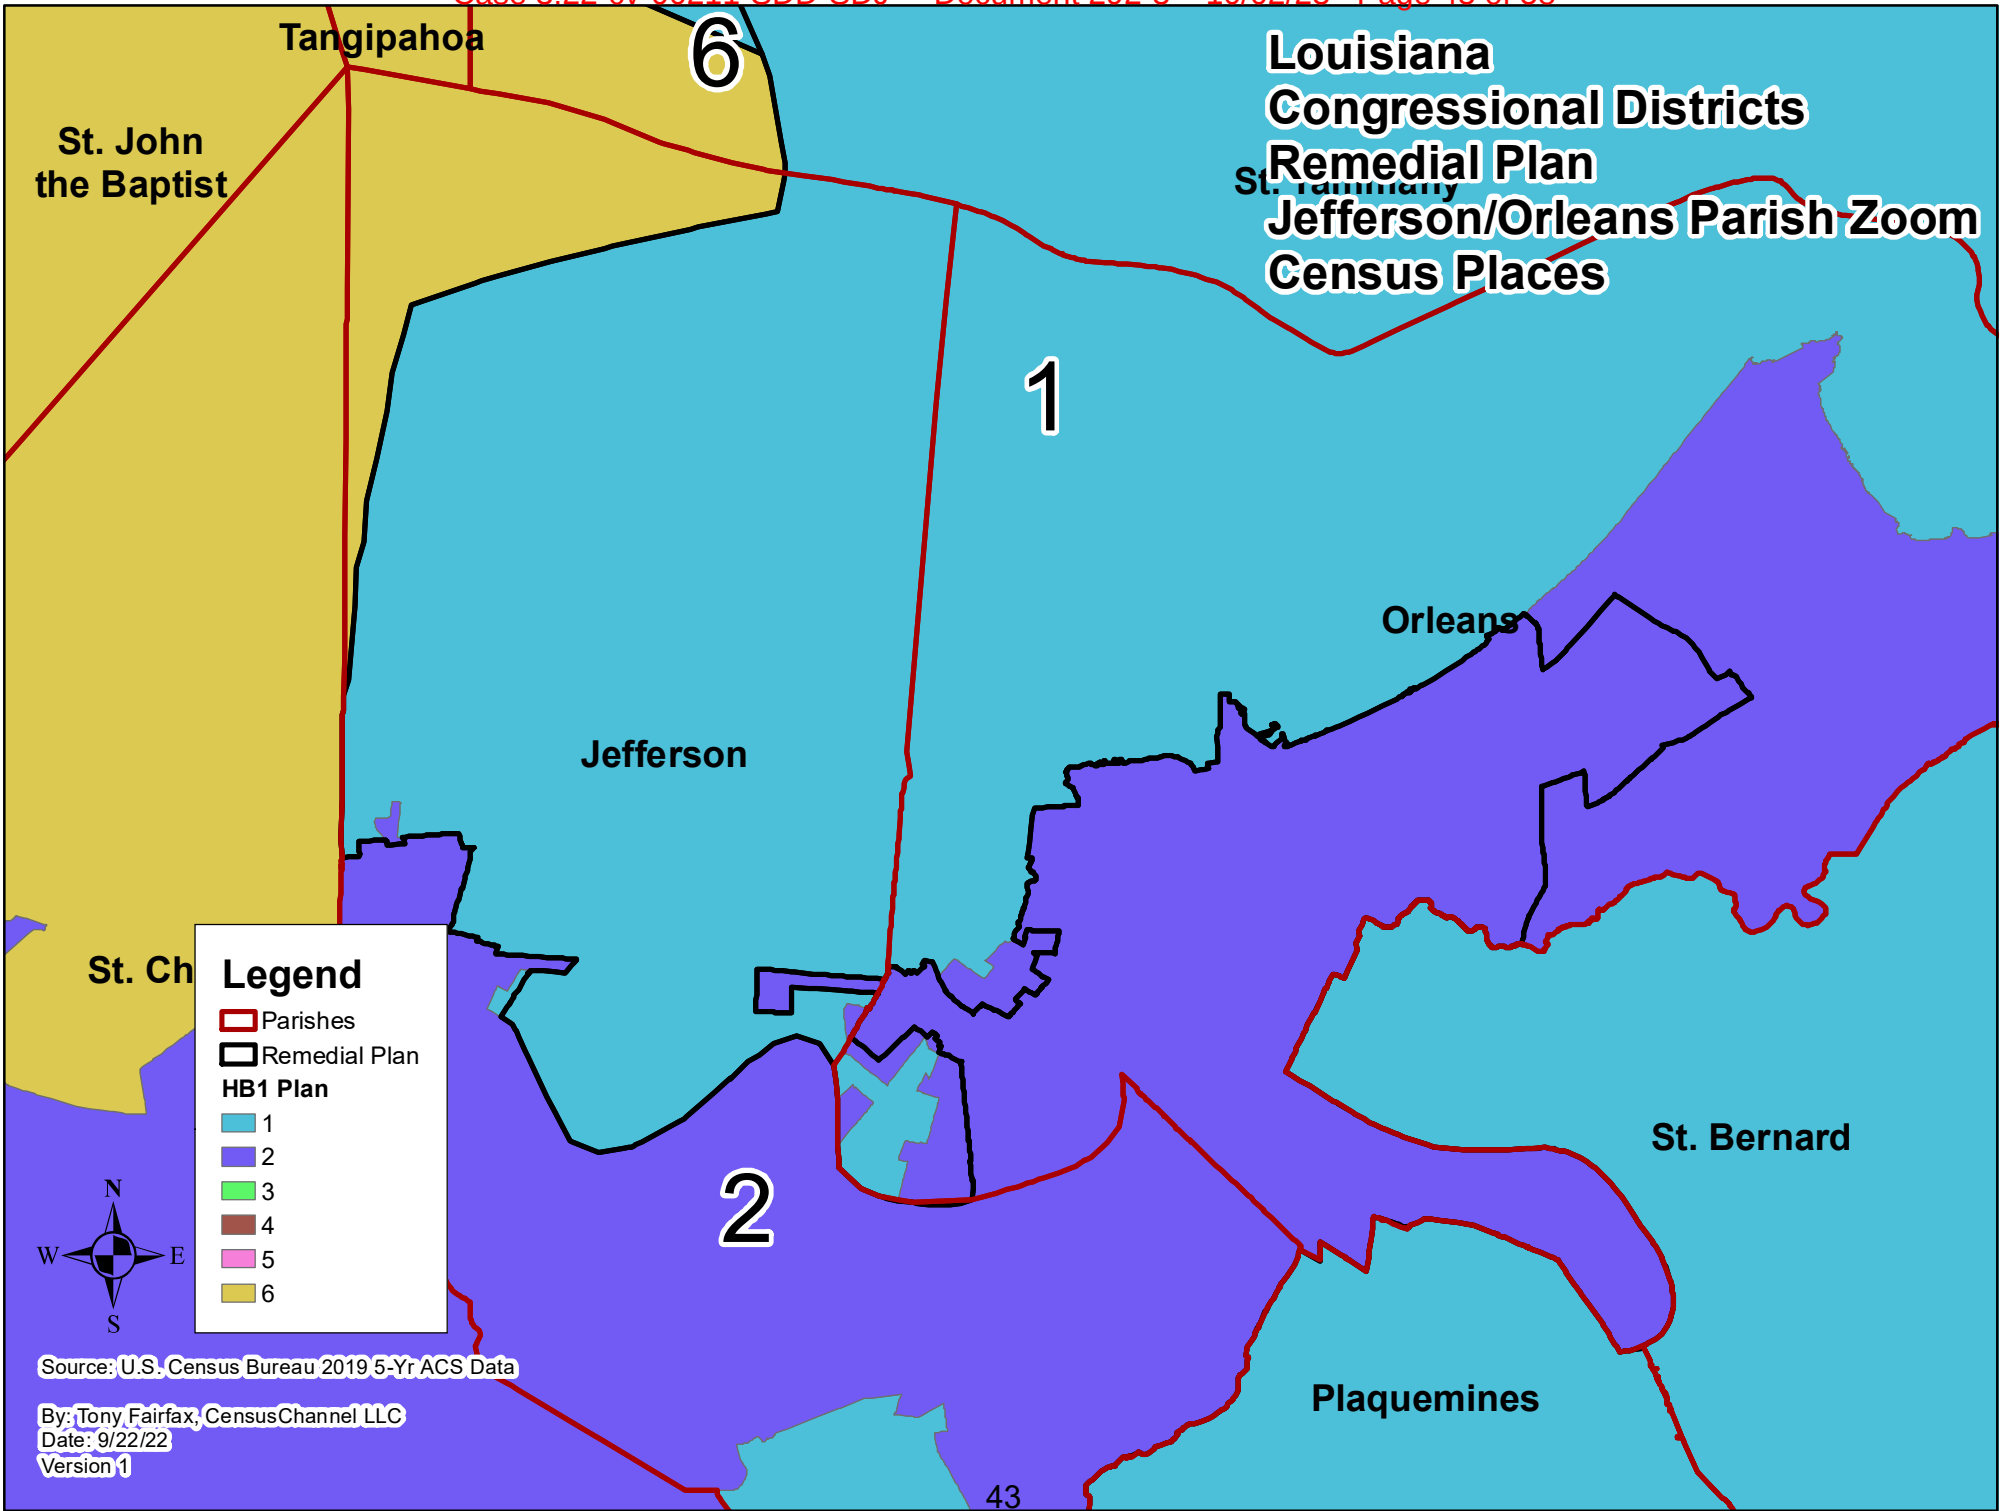 Tangipahoa
6
Louisiana
Congressional Districts
Remedial Plan
Jefferson/Orleans Parish Zoom
Census Places
St. John
the Baptist
St. Tammany
1
Orleans
Jefferson
St. Ch
Legend
Parishes
Remedial Plan
HB1 Plan
1
2
3
4
5
6
St. Bernard
2
N
W E
S
Plaquemines
Source: U.S. Census Bureau 2019 5-Yr ACS Data
By: Tony Fairfax, CensusChannel LLC
Date: 9/22/22
Version 1
43